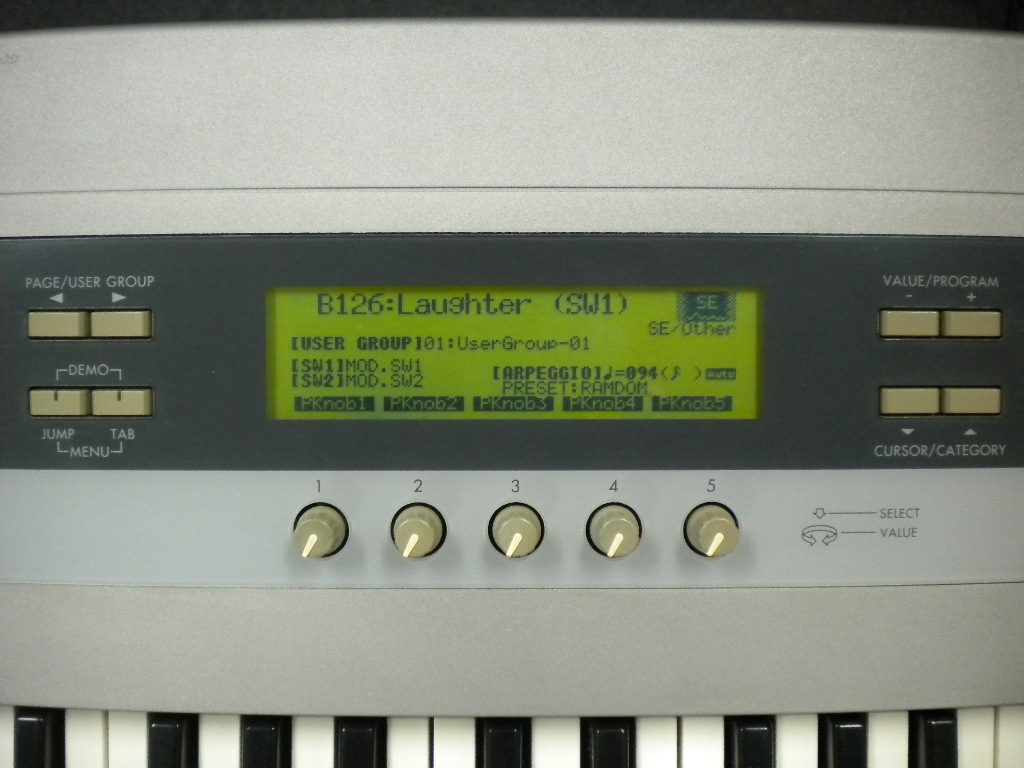 PAGE/USER GROUP
DEMO
JUMP TAB
MENU
B126:Laughter (SW1)
SE
SE/Other
[USER GROUP]01:UserGroup-01
[SW1]MOD.SW1
[SW2]MOD.SW2
[ARPEGGIO]♩=094(♪ ) AUTO
PRESET:RAMDOM
PKnob1 PKnob2 PKnob3 PKnob4 PKnob5
VALUE/PROGRAM
- +
CURSOR/CATEGORY
1 2 3 4 5
SELECT
VALUE